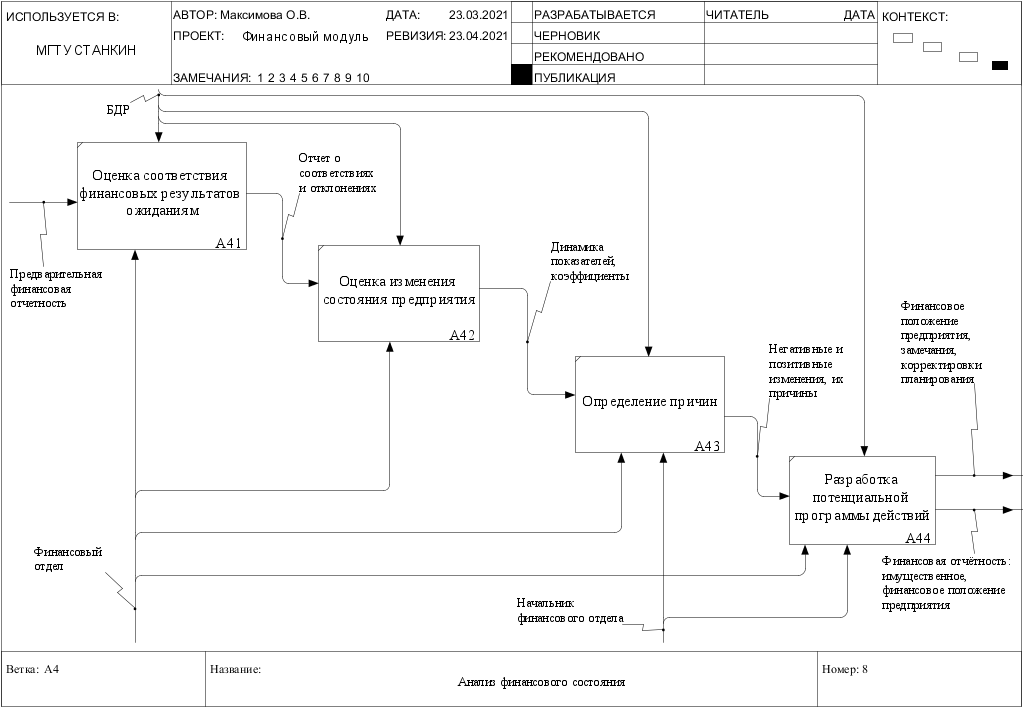 ИСПОЛЬЗУЕТСЯ В:
МГТУ СТАНКИН
АВТОР: Максимова О.В.
ДАТА: 23.03.2021
ПРОЕКТ: Финансовый модуль
РЕВИЗИЯ: 23.04.2021
ЗАМЕЧАНИЯ: 1 2 3 4 5 6 7 8 9 10
РАЗРАБАТЫВАЕТСЯ
ЧЕРНОВИК
РЕКОМЕНДОВАНО
ПУБЛИКАЦИЯ
ЧИТАТЕЛЬ
ДАТА
КОНТЕКСТ:
БДР
Оценка соответствия
финансовых результатов
ожиданиям
A41
Отчет о
соответствиях
и отклонениях
Предварительная
финансовая
отчетность
Оценка изменения
состояния предприятия
A42
Динамика
показателей,
коэффициенты
Определение причин
A43
Негативные и
позитивные
изменения, их
причины
Финансовое
положение
предприятия,
замечания,
корректировки
планирования
Разработка
потенциальной
программы действий
A44
Финансовая отчётность:
имущественное,
финансовое положение
предприятия
Финансовый
отдел
Начальник
финансового отдела
Ветка: A4
Название:
Анализ финансового состояния
Номер: 8